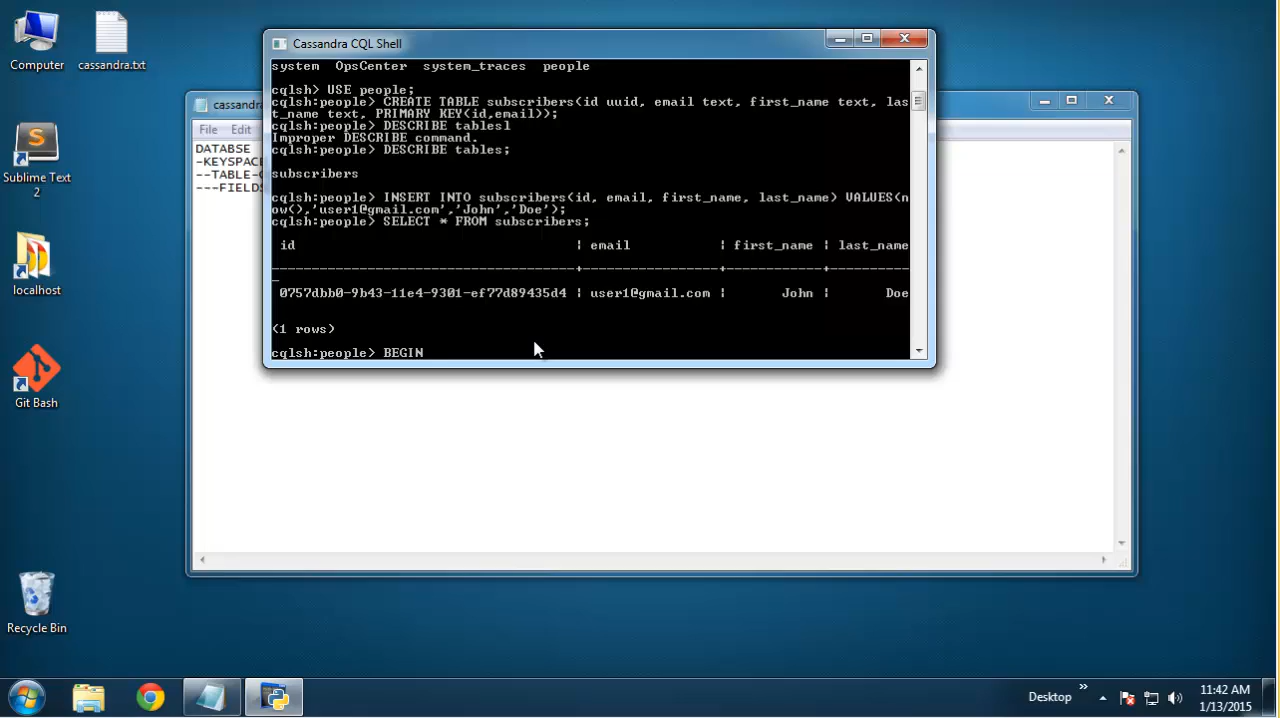 Computer
cassandra.txt
Sublime Text
2
localhost
Git Bash
Recycle Bin
cassand
File Edit
DATABSE
-KEYSPAC
--TABLE-
---FIELDS
Cassandra CQL Shell
system OpsCenter system_traces people
cqlsh> USE people;
cqlsh:people> CREATE TABLE subscribers(id uuid, email text, first_name text, las
t_name text, PRIMARY KEY(id,email));
cqlsh:people> DESCRIBE tablesl
Improper DESCRIBE command.
cqlsh:people> DESCRIBE tables;
subscribers
cqlsh:people> INSERT INTO subscribers(id, email, first_name, last_name) VALUES(n
ow(),'user1@gmail.com','John','Doe');
cqlsh:people> SELECT * FROM subscribers;
id | email | first_name | last_name
--------------------------------------+-----------------+------------+----------
-
0757dbb0-9b43-11e4-9301-ef77d89435d4 | user1@gmail.com | John | Doe
(1 rows)
cqlsh:people> BEGIN
Desktop
11:42 AM
1/13/2015